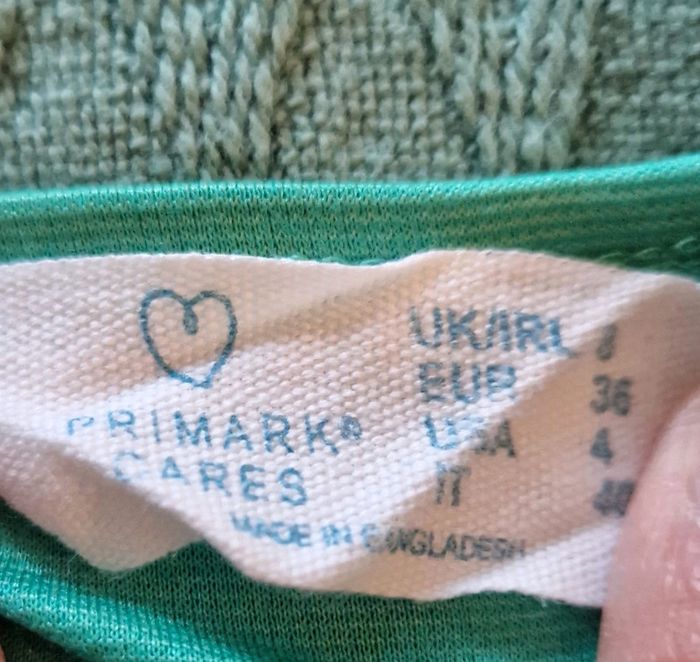 PRIMARK®
CARES
UK/IRL 8
EUR 36
USA 4
IT 40
MADE IN BANGLADESH